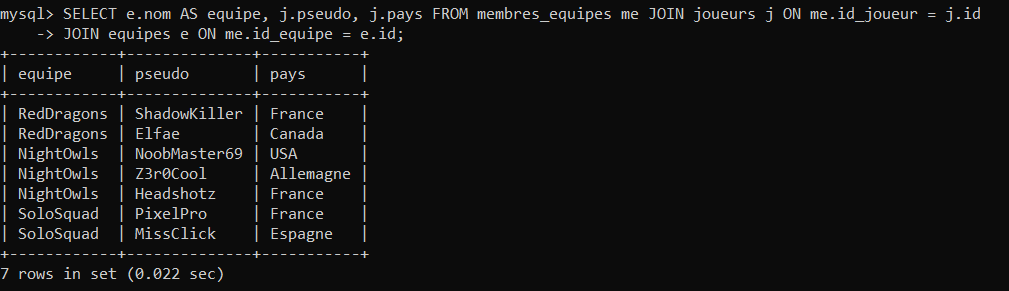 mysql> SELECT e.nom AS equipe, j.pseudo, j.pays FROM membres_equipes me JOIN joueurs j ON me.id_joueur = j.id
    -> JOIN equipes e ON me.id_equipe = e.id;
+------------+--------------+-----------+
| equipe     | pseudo       | pays      |
+------------+--------------+-----------+
| RedDragons | ShadowKiller | France    |
| RedDragons | Elfae        | Canada    |
| NightOwls  | NoobMaster69 | USA       |
| NightOwls  | Z3r0Cool     | Allemagne |
| NightOwls  | Headshotz    | France    |
| SoloSquad  | PixelPro     | France    |
| SoloSquad  | MissClick    | Espagne   |
+------------+--------------+-----------+
7 rows in set (0.022 sec)